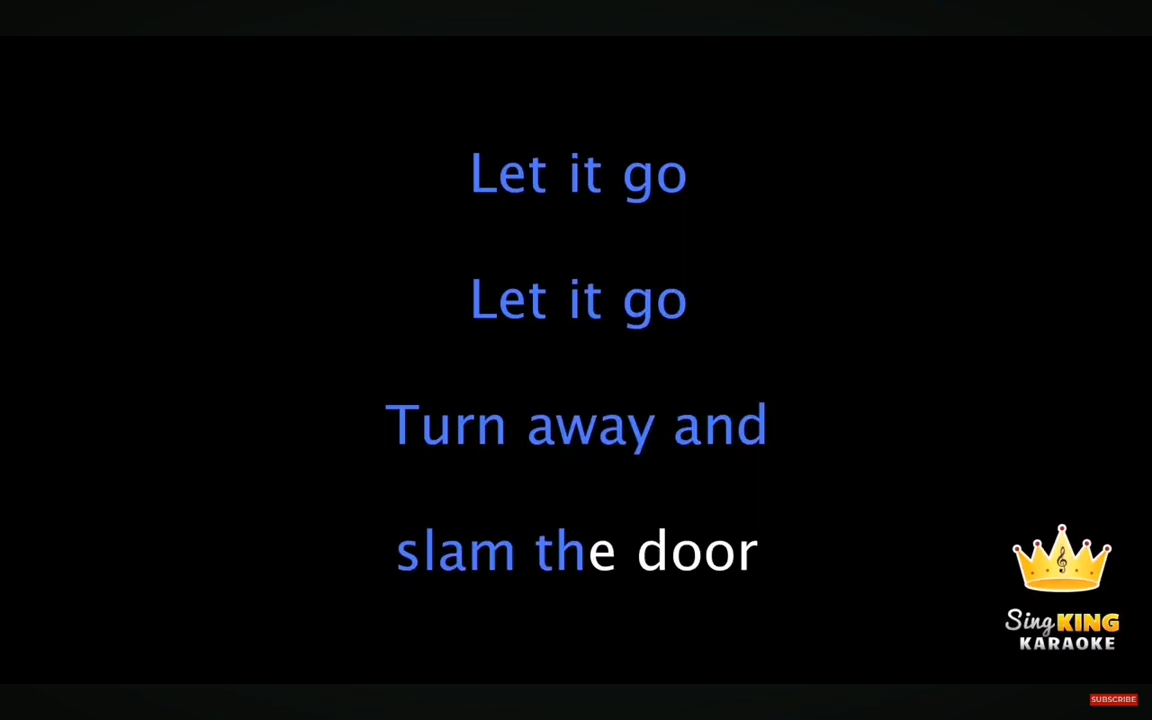 Let it go
Let it go
Turn away and
slam the door
Sing KING
KARAOKE
SUBSCRIBE